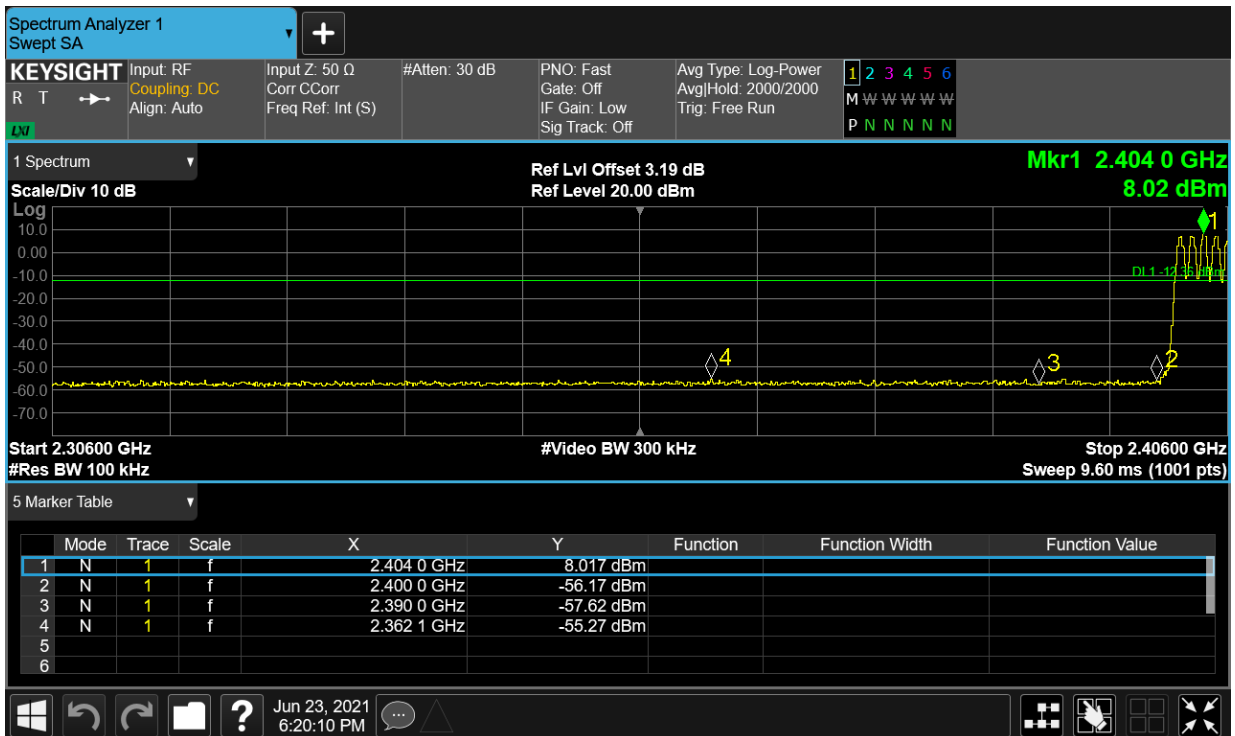 Spectrum Analyzer 1
Swept SA
KEYSIGHT
R T
LXI
Input: RF
Coupling: DC
Align: Auto
Input Z: 50 Ω
Corr CCorr
Freq Ref: Int (S)
#Atten: 30 dB
PNO: Fast
Gate: Off
IF Gain: Low
Sig Track: Off
Avg Type: Log-Power
Avg|Hold: 2000/2000
Trig: Free Run
1 2 3 4 5 6
M W W W W W
P N N N N N
1 Spectrum
Scale/Div 10 dB
Ref Lvl Offset 3.19 dB
Ref Level 20.00 dBm
Mkr1 2.404 0 GHz
8.02 dBm
Log
10.0
0.00
-10.0
-20.0
-30.0
-40.0
-50.0
-60.0
-70.0
1
DL1 -12.36 dBm
4
3
2
Start 2.30600 GHz
#Video BW 300 kHz
Stop 2.40600 GHz
#Res BW 100 kHz
Sweep 9.60 ms (1001 pts)
5 Marker Table
Mode Trace Scale X Y Function Function Width Function Value
1 N 1 f 2.404 0 GHz 8.017 dBm
2 N 1 f 2.400 0 GHz -56.17 dBm
3 N 1 f 2.390 0 GHz -57.62 dBm
4 N 1 f 2.362 1 GHz -55.27 dBm
5
6
?
Jun 23, 2021
6:20:10 PM